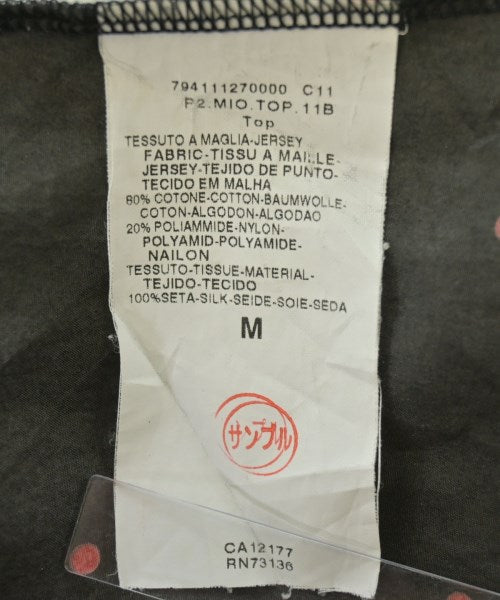 794111270000 C11
P2.MIO.TOP.11B
Top
TESSUTO A MAGLIA-JERSEY
FABRIC-TISSU A MAILLE-
JERSEY-TEJIDO DE PUNTO-
TECIDO EM MALHA
80% COTONE-COTTON-BAUMWOLLE-
COTON-ALGODON-ALGODAO
20% POLIAMMIDE-NYLON-
POLYAMID-POLYAMIDE-
NAILON
TESSUTO-TISSUE-MATERIAL-
TEJIDO-TECIDO
100%SETA-SILK-SEIDE-SOIE-SEDA
M
サンプル
CA12177
RN73136